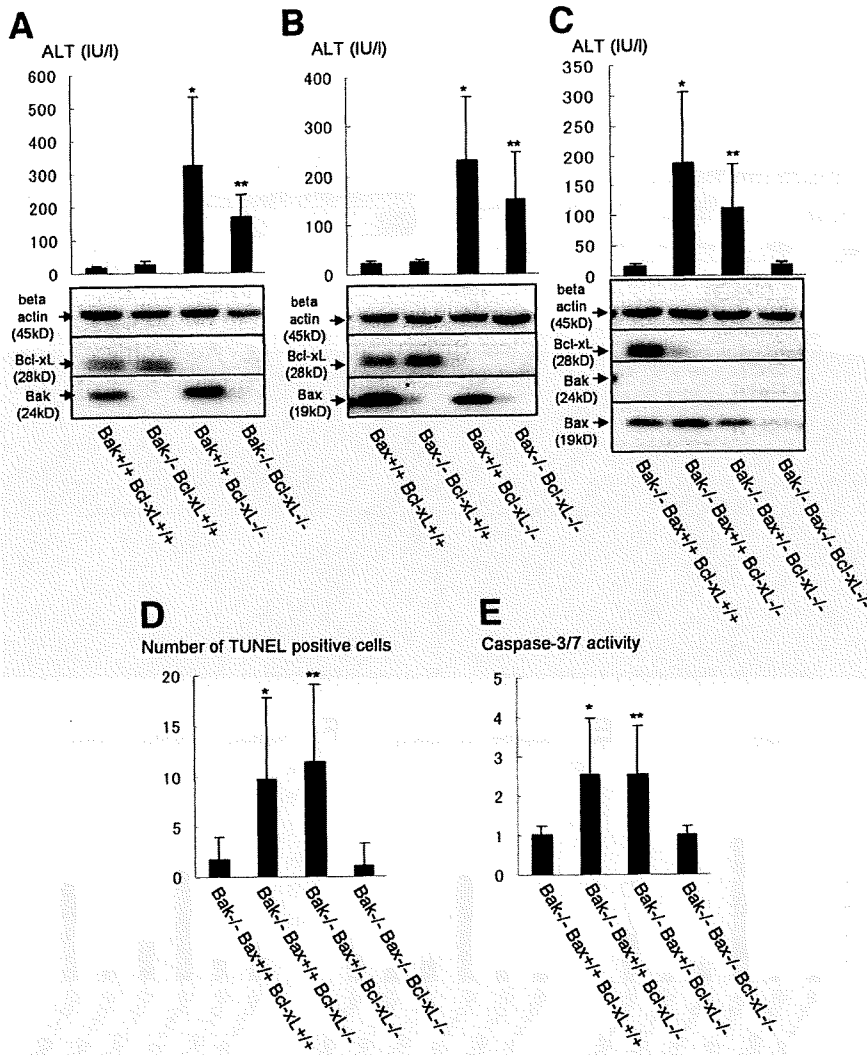 A
ALT (IU/l)
600
500
400
300
200
100
0
*
**
beta
actin
(45kD)
Bcl-xL
(28kD)
Bak
(24kD)
Bak+/+ Bcl-xL+/+
Bak-/- Bcl-xL+/+
Bak+/+ Bcl-xL-/-
Bak-/- Bcl-xL-/-
B
ALT (IU/l)
400
300
200
100
0
*
**
beta
actin
(45kD)
Bcl-xL
(28kD)
Bax
(19kD)
Bax+/+ Bcl-xL+/+
Bax-/- Bcl-xL+/+
Bax+/+ Bcl-xL-/-
Bax-/- Bcl-xL-/-
C
ALT (IU/l)
350
300
250
200
150
100
50
0
*
**
beta
actin
(45kD)
Bcl-xL
(28kD)
Bak
(24kD)
Bax
(19kD)
Bak-/- Bax+/+ Bcl-xL+/+
Bak-/- Bax+/+ Bcl-xL-/-
Bak-/- Bax+/- Bcl-xL-/-
Bak-/- Bax-/- Bcl-xL-/-
D
Number of TUNEL positive cells
20
15
10
5
0
*
**
Bak-/- Bax+/+ Bcl-xL+/+
Bak-/- Bax+/+ Bcl-xL-/-
Bak-/- Bax+/- Bcl-xL-/-
Bak-/- Bax-/- Bcl-xL-/-
E
Caspase-3/7 activity
5
4
3
2
1
0
*
**
Bak-/- Bax+/+ Bcl-xL+/+
Bak-/- Bax+/+ Bcl-xL-/-
Bak-/- Bax+/- Bcl-xL-/-
Bak-/- Bax-/- Bcl-xL-/-